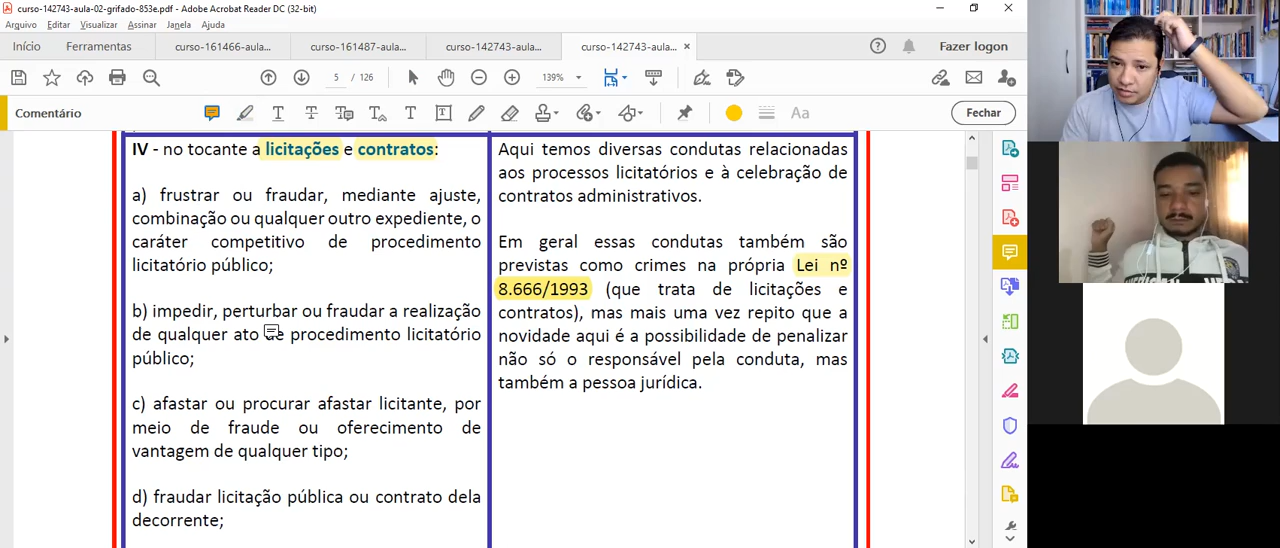 curso-142743-aula-02-grifado-853e.pdf - Adobe Acrobat Reader DC (32-bit)
Arquivo Editar Visualizar Assinar Janela Ajuda
Início Ferramentas curso-161466-aula... curso-161487-aula... curso-142743-aula... curso-142743-aula... × Fazer logon
5 / 126 139%
Comentário Aa Fechar
IV - no tocante a licitações e contratos:
a) frustrar ou fraudar, mediante ajuste,
combinação ou qualquer outro expediente, o
caráter competitivo de procedimento
licitatório público;
b) impedir, perturbar ou fraudar a realização
de qualquer ato de procedimento licitatório
público;
c) afastar ou procurar afastar licitante, por
meio de fraude ou oferecimento de
vantagem de qualquer tipo;
d) fraudar licitação pública ou contrato dela
decorrente;
Aqui temos diversas condutas relacionadas
aos processos licitatórios e à celebração de
contratos administrativos.
Em geral essas condutas também são
previstas como crimes na própria Lei nº
8.666/1993 (que trata de licitações e
contratos), mas mais uma vez repito que a
novidade aqui é a possibilidade de penalizar
não só o responsável pela conduta, mas
também a pessoa jurídica.